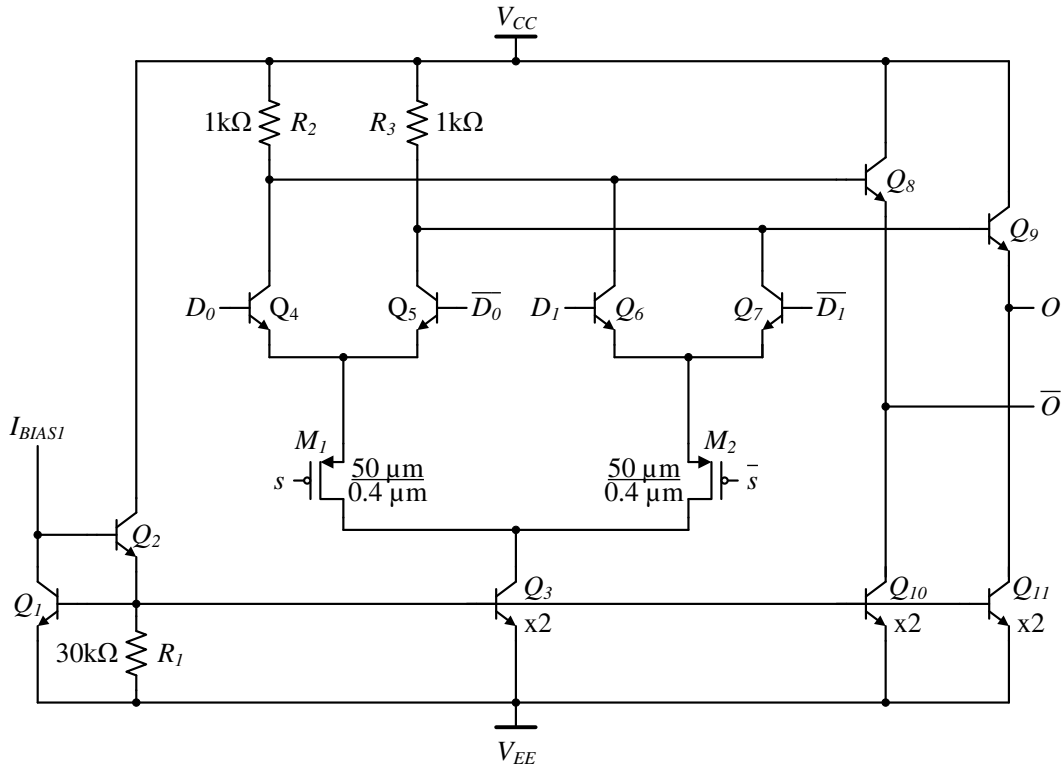 V_CC
1kΩ R_2 R_3 1kΩ
Q_8
Q_9
D_0 Q_4 Q_5 D̅_0̅ D_1 Q_6 Q_7 D̅_1̅ O
O̅
I_BIAS1
M_1 M_2
s 50 µm 50 µm s̅
0.4 µm 0.4 µm
Q_2
Q_1 Q_3 Q_10 Q_11
x2 x2 x2
30kΩ R_1
V_EE